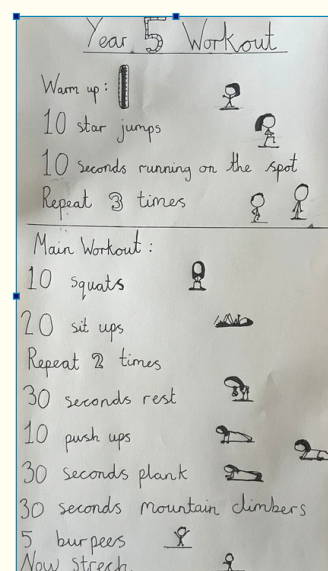 Year 5 Workout
Warm up:
10 star jumps
10 seconds running on the spot
Repeat 3 times
Main Workout:
10 squats
20 sit ups
Repeat 2 times
30 seconds rest
10 push ups
30 seconds plank
30 seconds mountain climbers
5 burpees
Now strech